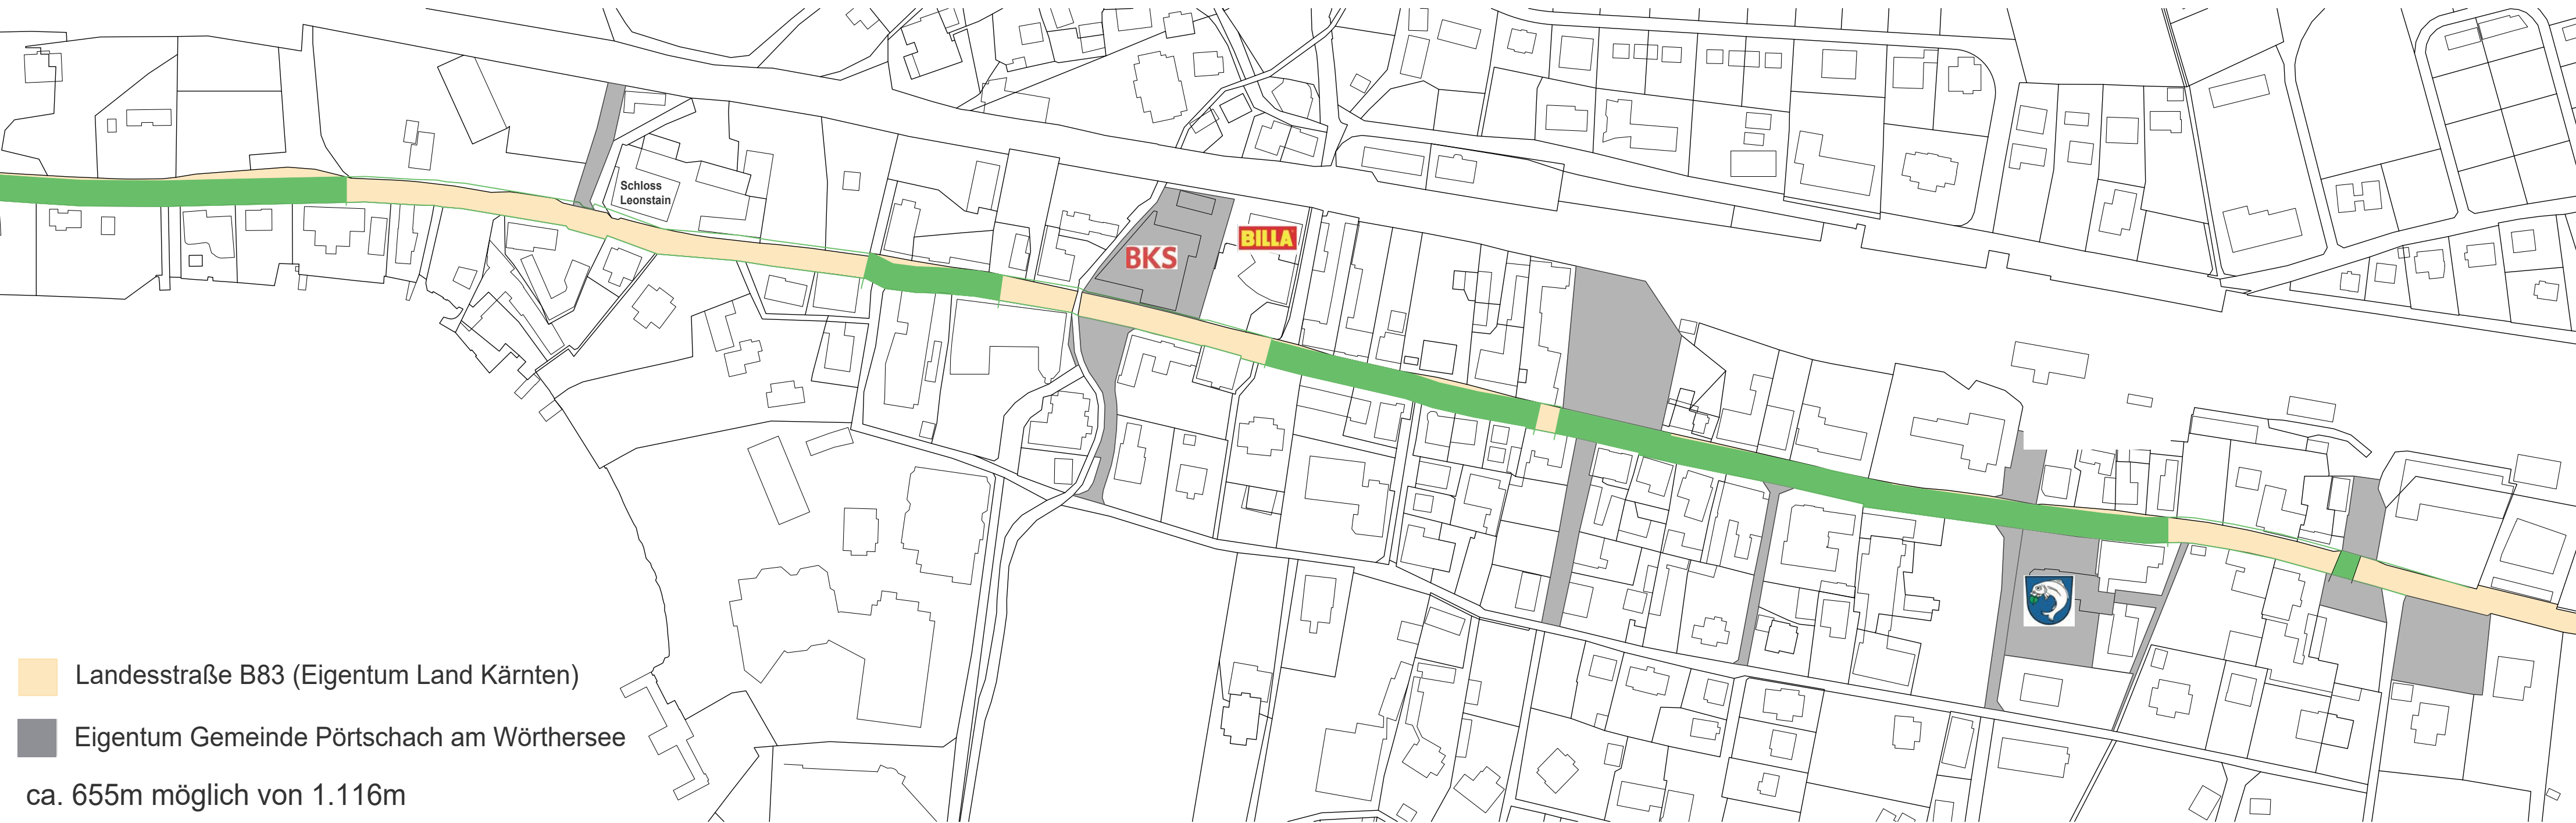 Schloss
Leonstain
BKS
BILLA
Landesstraße B83 (Eigentum Land Kärnten)
Eigentum Gemeinde Pörtschach am Wörthersee
ca. 655m möglich von 1.116m